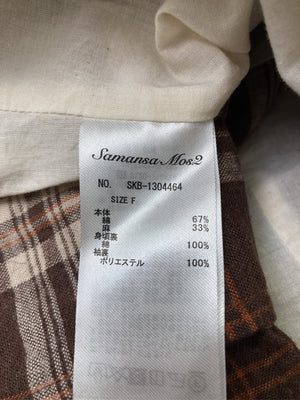 Samansa Mos2
NO. SKB-1304464
SIZE F
本体
綿 67%
麻 33%
身頃裏
綿 100%
袖裏
ポリエステル 100%